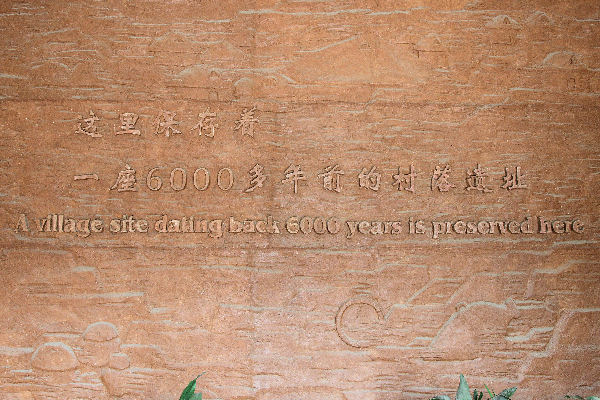 这里保存着
一座6000多年前的村落遗址
A village site dating back 6000 years is preserved here